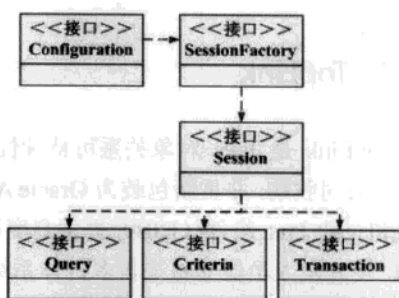 <<接口>>
Configuration
<<接口>>
SessionFactory
<<接口>>
Session
<<接口>>
Query
<<接口>>
Criteria
<<接口>>
Transaction